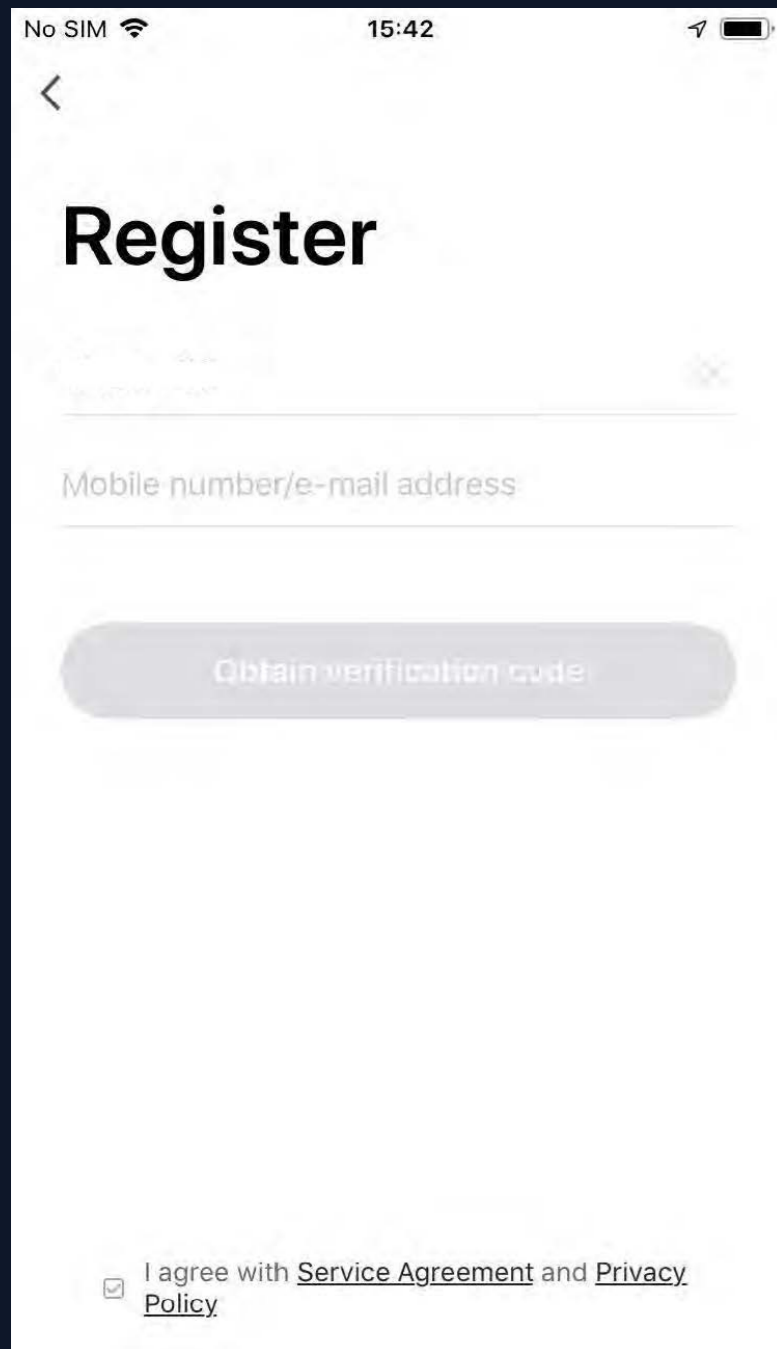 No SIM
15:42
Register
Mobile number/e-mail address
Obtain verification code
I agree with Service Agreement and Privacy
Policy